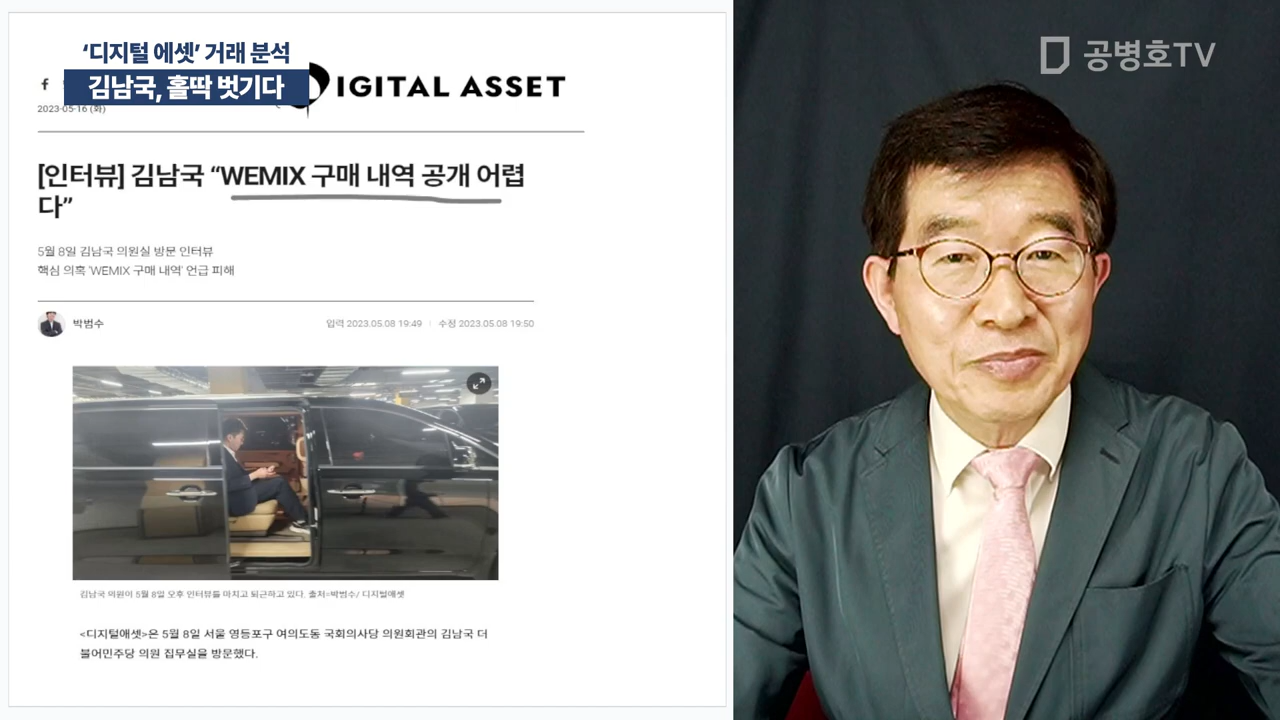 ‘디지털 에셋’ 거래 분석
김남국, 홀딱 벗기다
IGITAL ASSET
2023-05-16 (화)
[인터뷰] 김남국 “WEMIX 구매 내역 공개 어렵
다”
5월 8일 김남국 의원실 방문 인터뷰
핵심 의혹 'WEMIX 구매 내역' 언급 피해
박범수
입력 2023.05.08 19:49 | 수정 2023.05.08 19:50
김남국 의원이 5월 8일 오후 인터뷰를 마치고 퇴근하고 있다. 출처=박범수/ 디지털애셋
<디지털애셋>은 5월 8일 서울 영등포구 여의도동 국회의사당 의원회관의 김남국 더
불어민주당 의원 집무실을 방문했다.
공병호TV